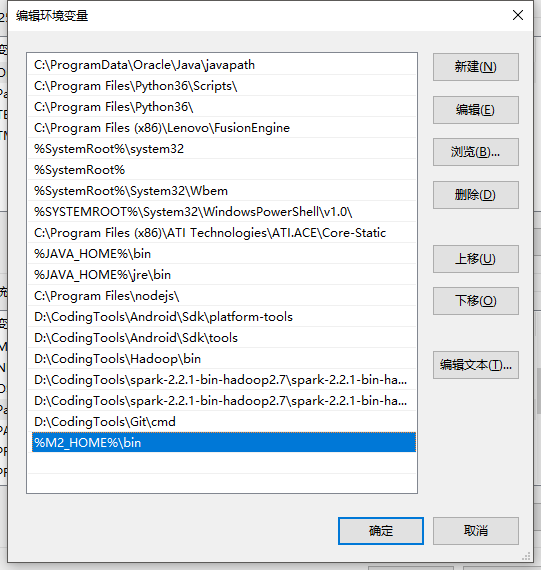 编辑环境变量
C:\ProgramData\Oracle\Java\javapath
C:\Program Files\Python36\Scripts\
C:\Program Files\Python36\
C:\Program Files (x86)\Lenovo\FusionEngine
%SystemRoot%\system32
%SystemRoot%
%SystemRoot%\System32\Wbem
%SYSTEMROOT%\System32\WindowsPowerShell\v1.0\
C:\Program Files (x86)\ATI Technologies\ATI.ACE\Core-Static
%JAVA_HOME%\bin
%JAVA_HOME%\jre\bin
C:\Program Files\nodejs\
D:\CodingTools\Android\Sdk\platform-tools
D:\CodingTools\Android\Sdk\tools
D:\CodingTools\Hadoop\bin
D:\CodingTools\spark-2.2.1-bin-hadoop2.7\spark-2.2.1-bin-ha...
D:\CodingTools\spark-2.2.1-bin-hadoop2.7\spark-2.2.1-bin-ha...
D:\CodingTools\Git\cmd
%M2_HOME%\bin
新建(N)
编辑(E)
浏览(B)...
删除(D)
上移(U)
下移(O)
编辑文本(T)...
确定
取消